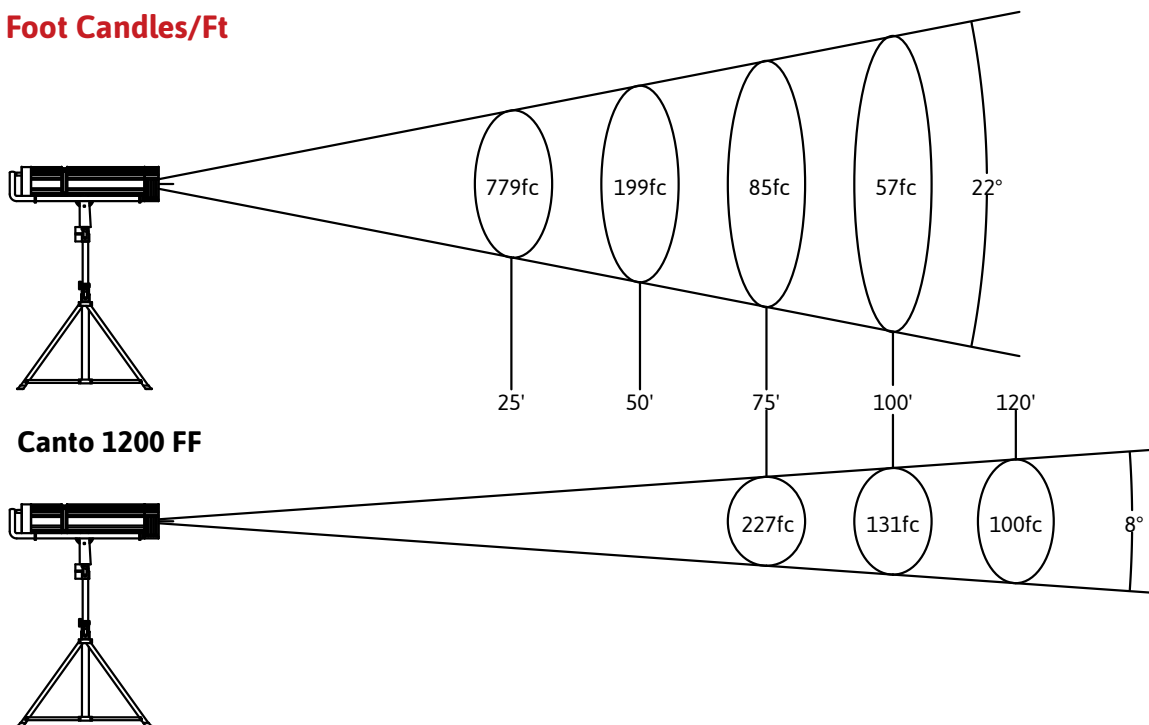 Foot Candles/Ft
779fc 199fc 85fc 57fc 22°
25' 50' 75' 100' 120'
Canto 1200 FF
227fc 131fc 100fc 8°